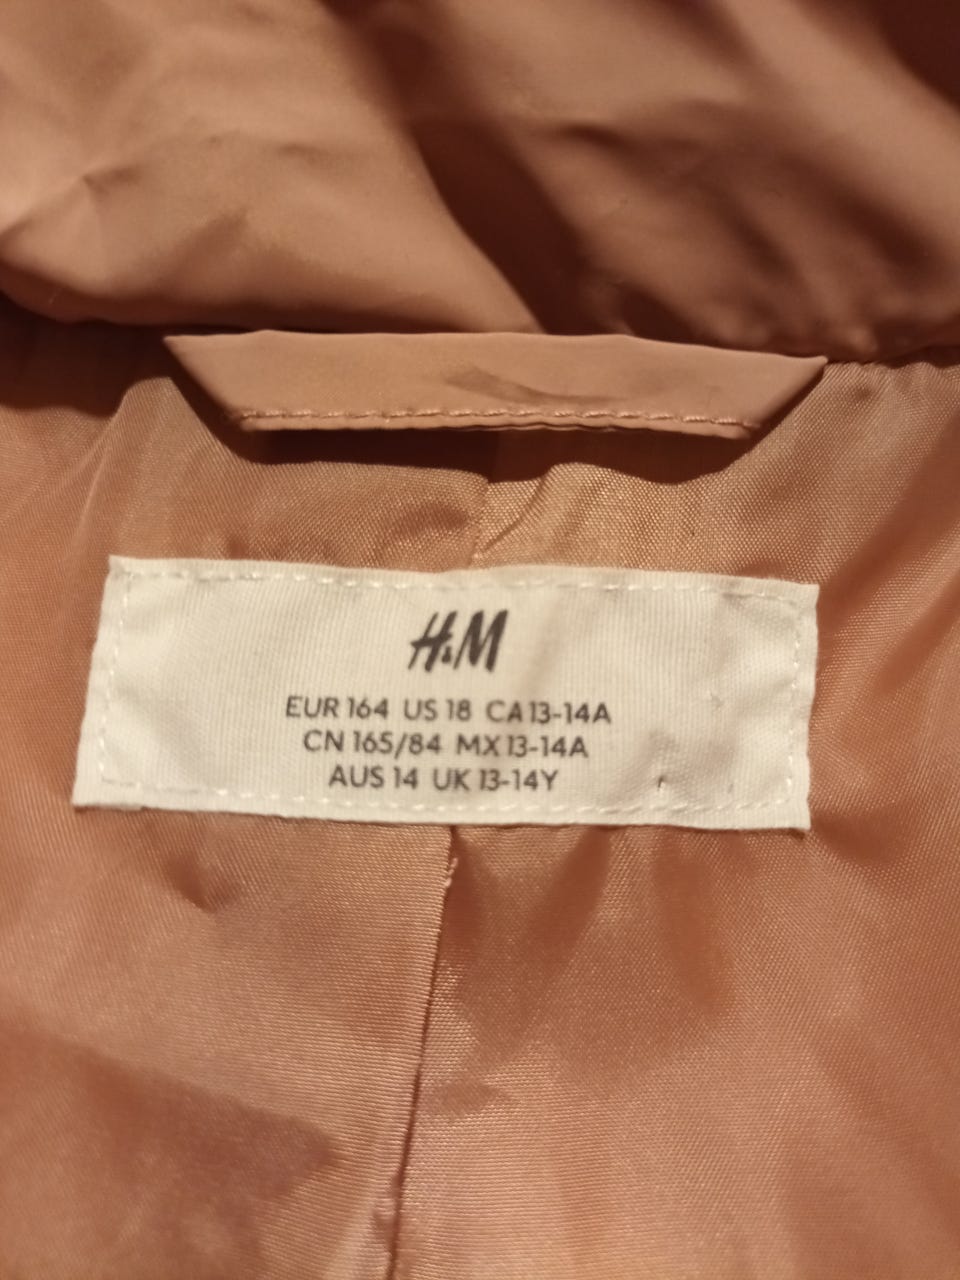 H&M
EUR 164 US 18 CA 13-14A
CN 165/84 MX 13-14A
AUS 14 UK 13-14Y